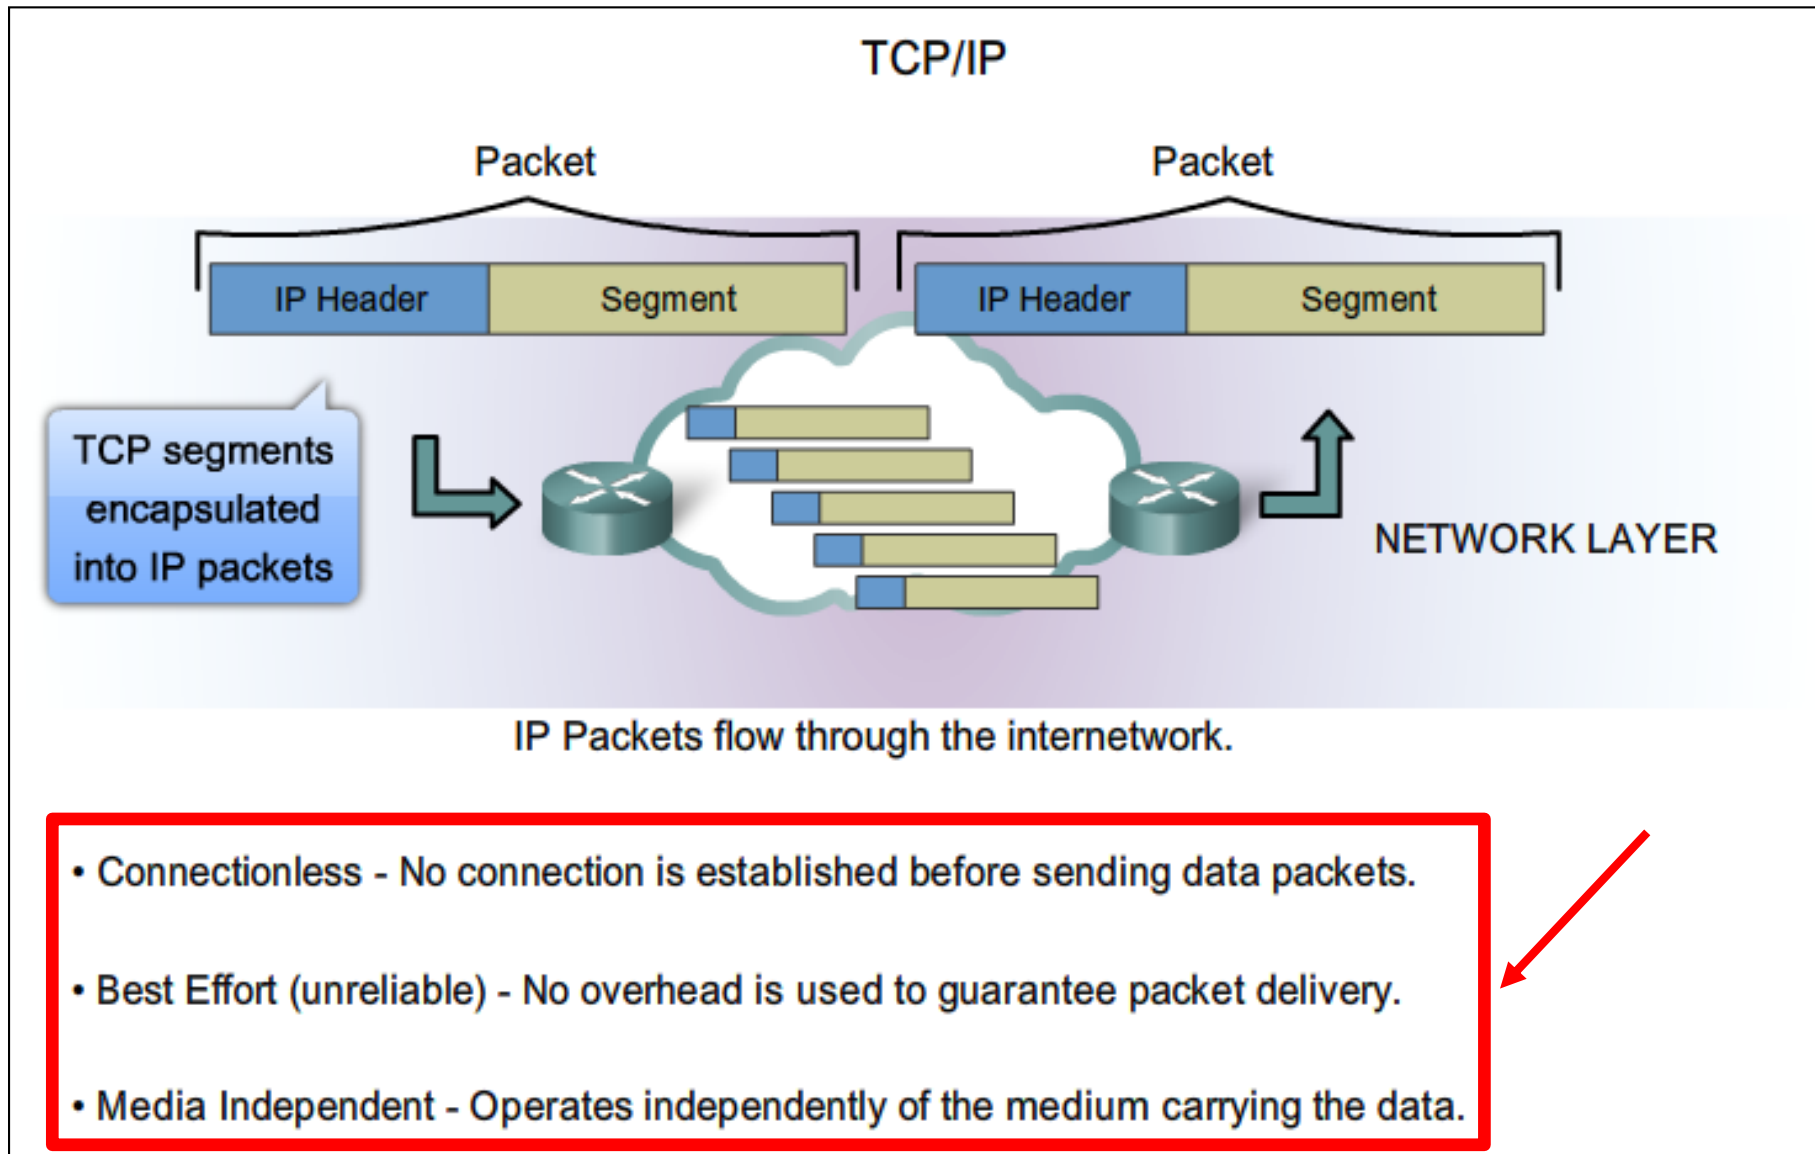 TCP/IP
Packet
Packet
IP Header
Segment
IP Header
Segment
TCP segments
encapsulated
into IP packets
NETWORK LAYER
IP Packets flow through the internetwork.
• Connectionless - No connection is established before sending data packets.
• Best Effort (unreliable) - No overhead is used to guarantee packet delivery.
• Media Independent - Operates independently of the medium carrying the data.